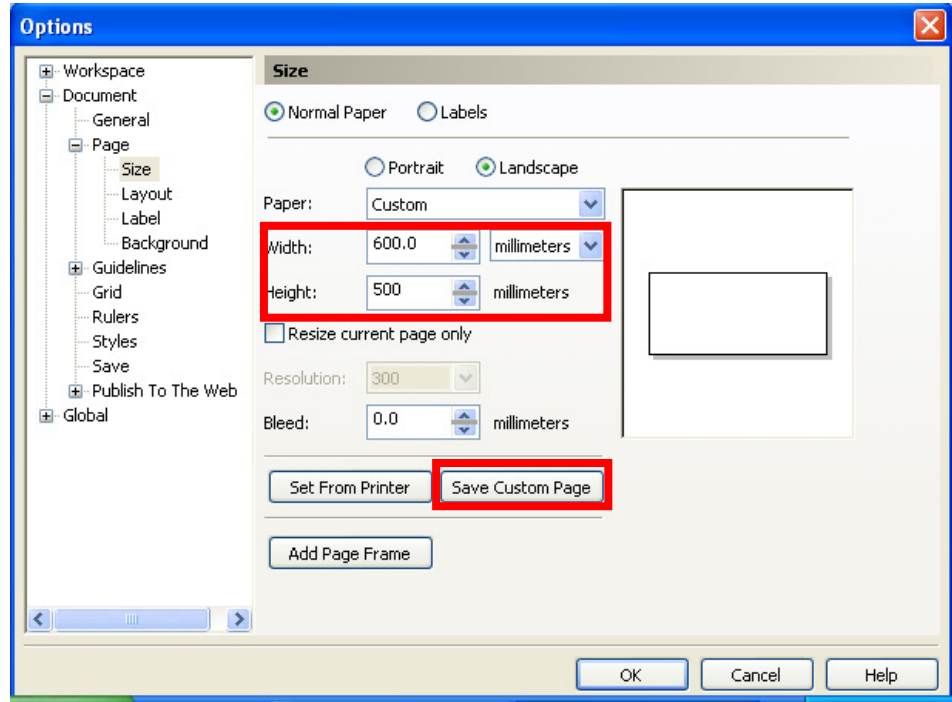 Options
Workspace
Document
General
Page
Size
Layout
Label
Background
Guidelines
Grid
Rulers
Styles
Save
Publish To The Web
Global
Size
Normal Paper Labels
Portrait Landscape
Paper: Custom
Width: 600.0 millimeters
Height: 500 millimeters
Resize current page only
Resolution: 300
Bleed: 0.0 millimeters
Set From Printer Save Custom Page
Add Page Frame
OK Cancel Help